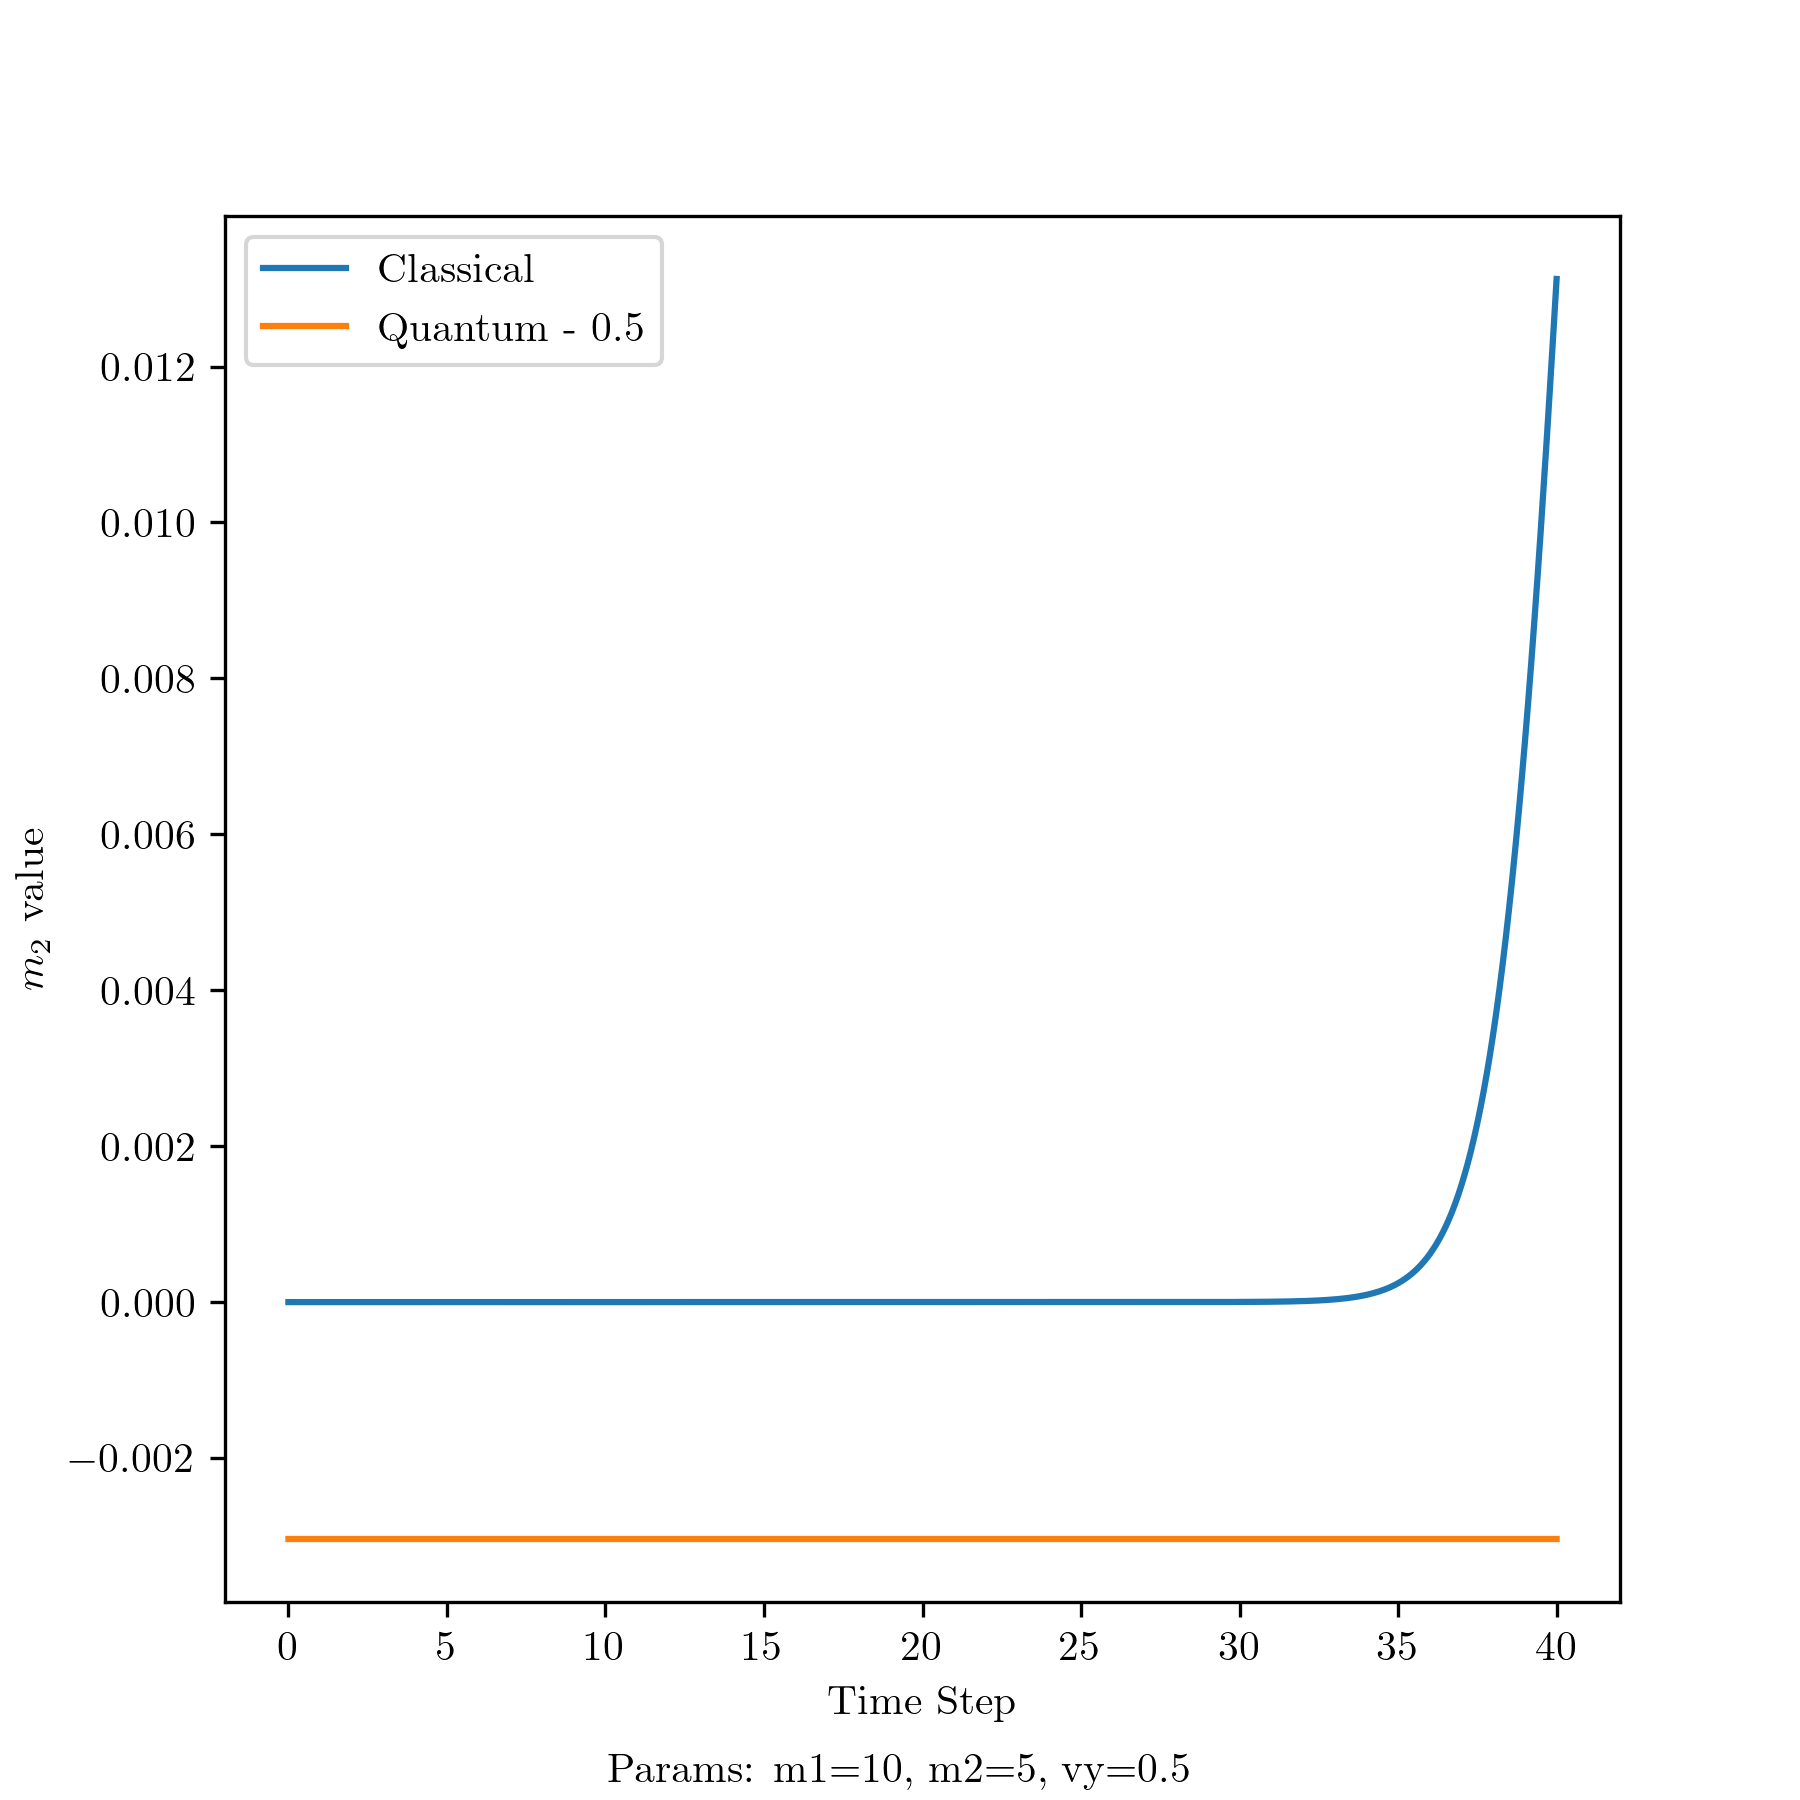 Classical
Quantum - 0.5
0.012
0.010
0.008
0.006
0.004
0.002
0.000
−0.002
m₂ value
0 5 10 15 20 25 30 35 40
Time Step
Params: m1=10, m2=5, vy=0.5